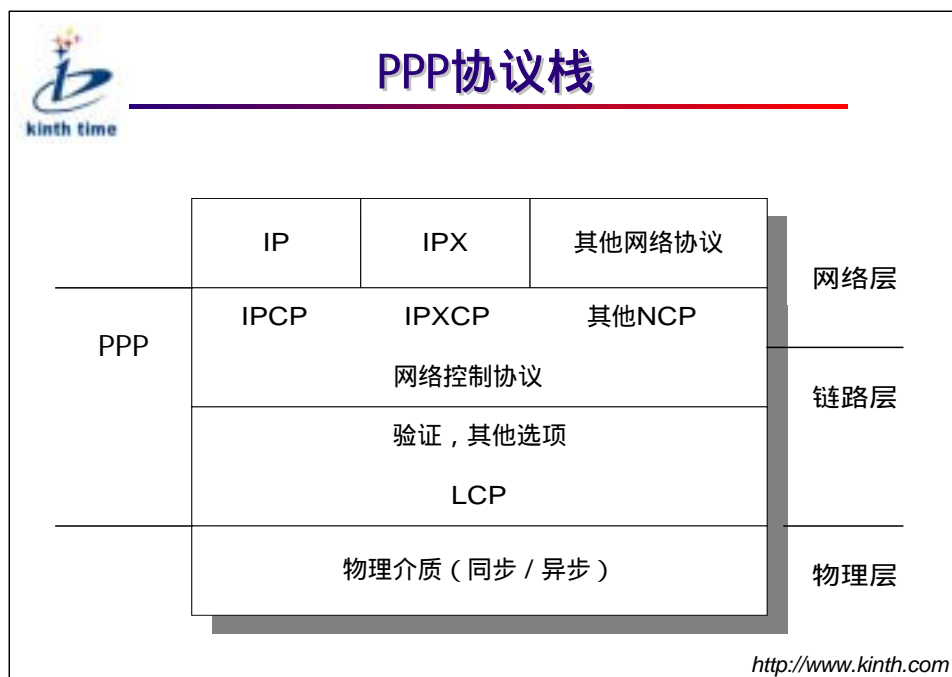 PPP协议栈
kinth time
IP IPX 其他网络协议
网络层
IPCP IPXCP 其他NCP
PPP
网络控制协议
链路层
验证，其他选项
LCP
物理介质（同步 / 异步）
物理层
http://www.kinth.com